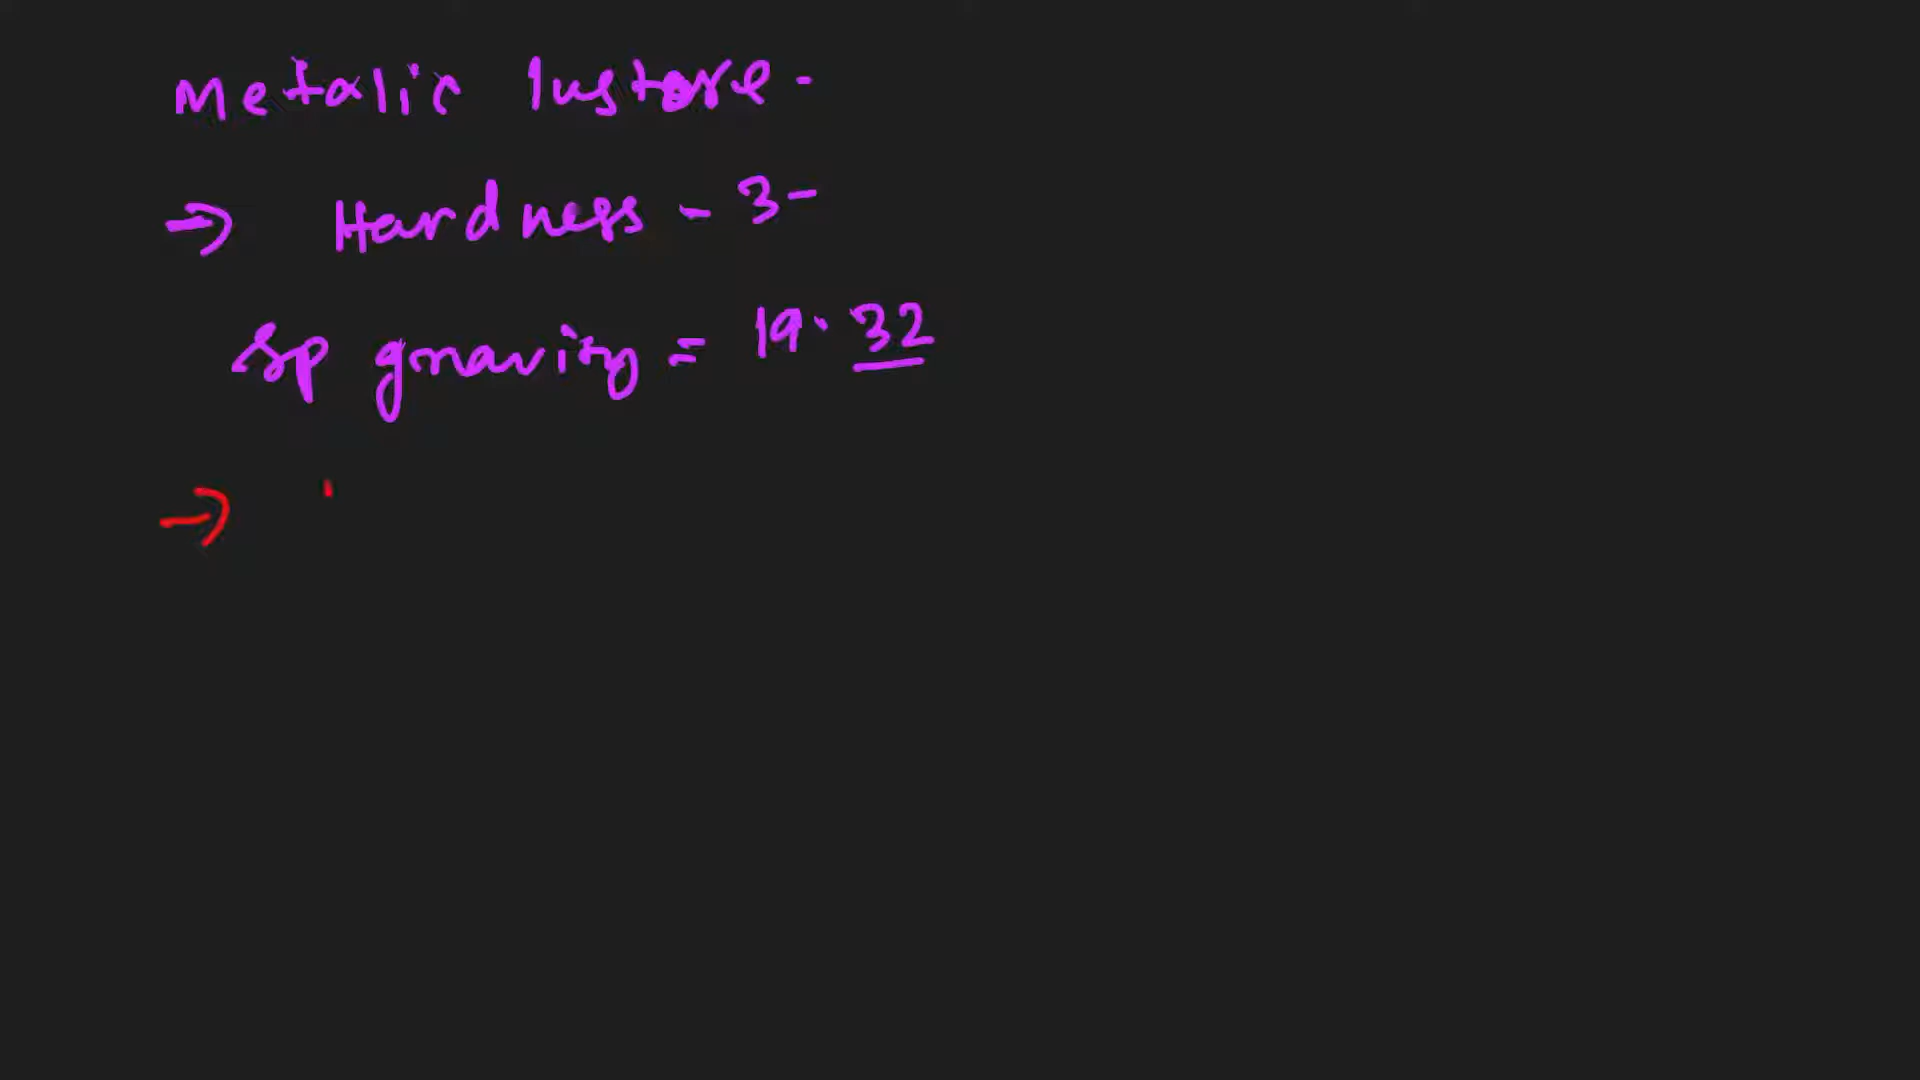 Metalic lustore -
→ Hardness - 3 -
sp gravity = 19.32
→